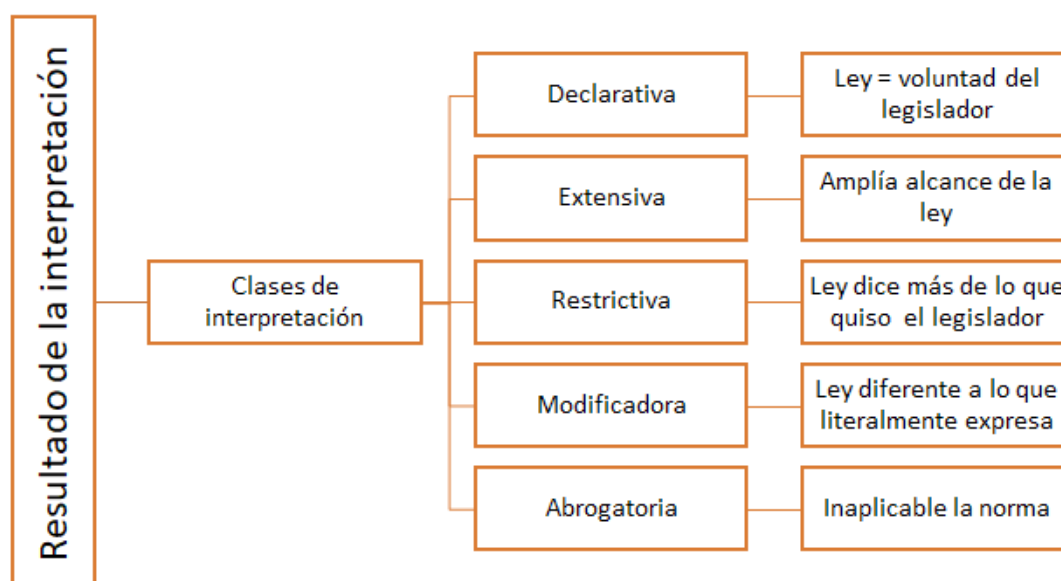 Resultado de la interpretación
Clases de
interpretación
Declarativa
Ley = voluntad del
legislador
Extensiva
Amplía alcance de la
ley
Restrictiva
Ley dice más de lo que
quiso el legislador
Modificadora
Ley diferente a lo que
literalmente expresa
Abrogatoria
Inaplicable la norma